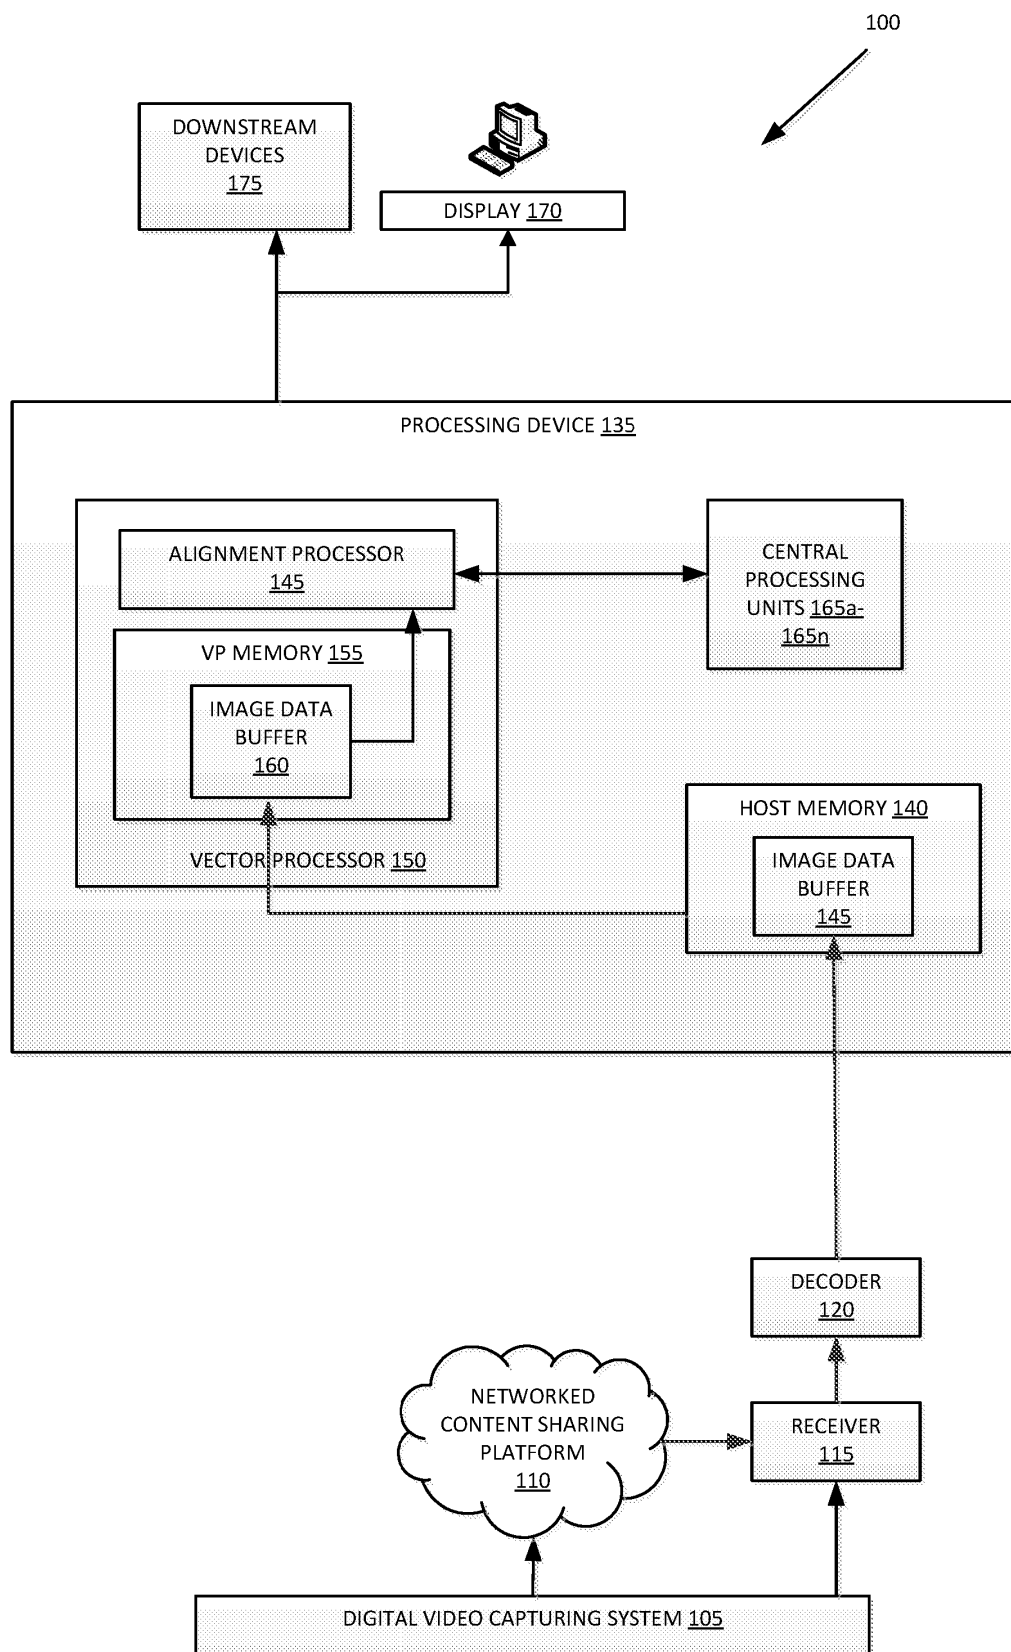 100
DOWNSTREAM
DEVICES
175
DISPLAY 170
PROCESSING DEVICE 135
ALIGNMENT PROCESSOR
145
CENTRAL
PROCESSING
UNITS 165a-
165n
VP MEMORY 155
IMAGE DATA
BUFFER
160
VECTOR PROCESSOR 150
HOST MEMORY 140
IMAGE DATA
BUFFER
145
DECODER
120
NETWORKED
CONTENT SHARING
PLATFORM
110
RECEIVER
115
DIGITAL VIDEO CAPTURING SYSTEM 105